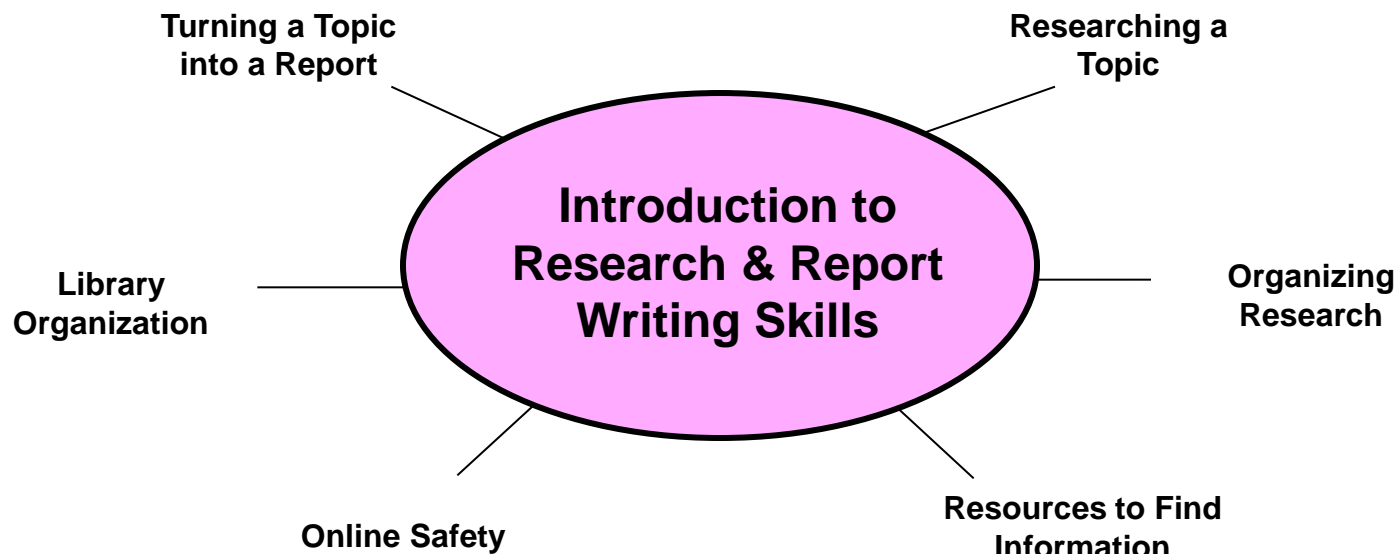 Turning a Topic
into a Report
Researching a
Topic
Introduction to
Research & Report
Writing Skills
Library
Organization
Organizing
Research
Online Safety
Resources to Find
Information